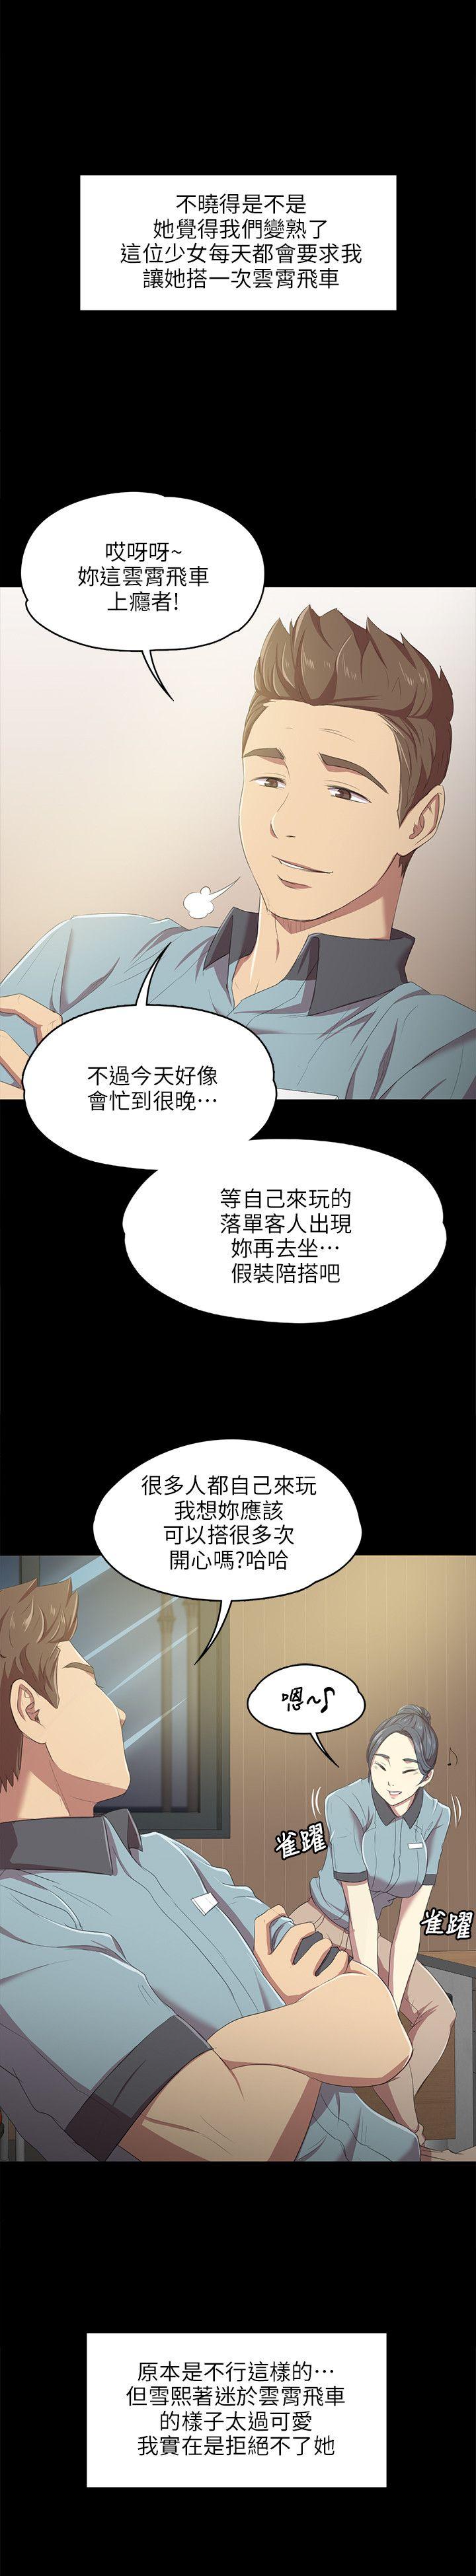 不曉得是不是
她覺得我們變熟了
這位少女每天都會要求我
讓她搭一次雲霄飛車
哎呀呀~
妳這雲霄飛車
上癮者!
不過今天好像
會忙到很晚⋯
等自己來玩的
落單客人出現
妳再去坐⋯
假裝陪搭吧
很多人都自己來玩
我想妳應該
可以搭很多次
開心嗎?哈哈
嗯~♪
雀躍
雀躍
原本是不行這樣的⋯
但雪熙著迷於雲霄飛車
的樣子太過可愛
我實在是拒絕不了她